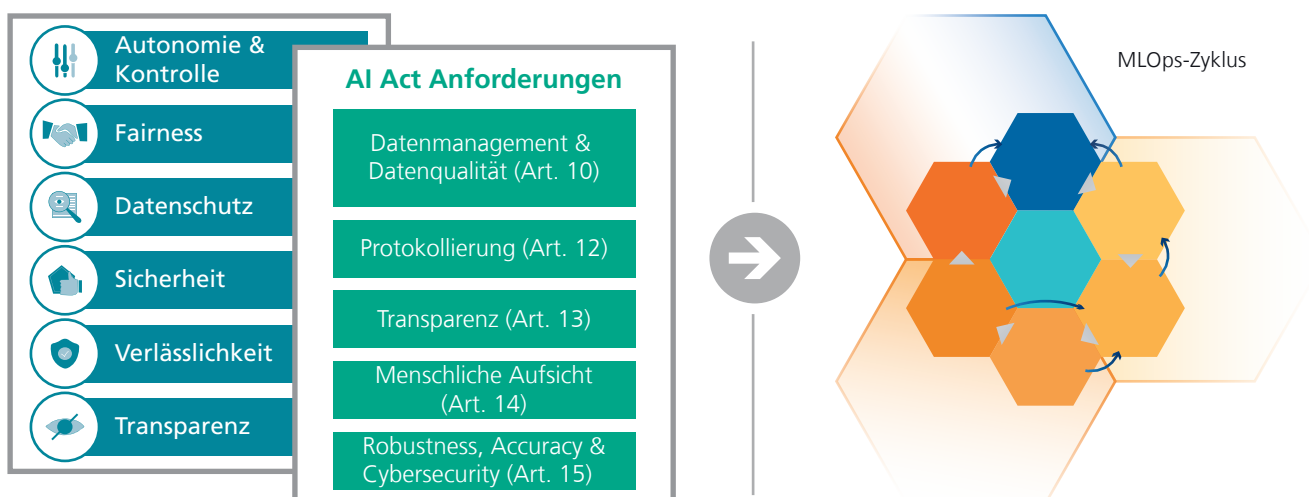 Autonomie &
Kontrolle
Fairness
Datenschutz
Sicherheit
Verlässlichkeit
Transparenz
AI Act Anforderungen
Datenmanagement &
Datenqualität (Art. 10)
Protokollierung (Art. 12)
Transparenz (Art. 13)
Menschliche Aufsicht
(Art. 14)
Robustness, Accuracy &
Cybersecurity (Art. 15)
MLOps-Zyklus